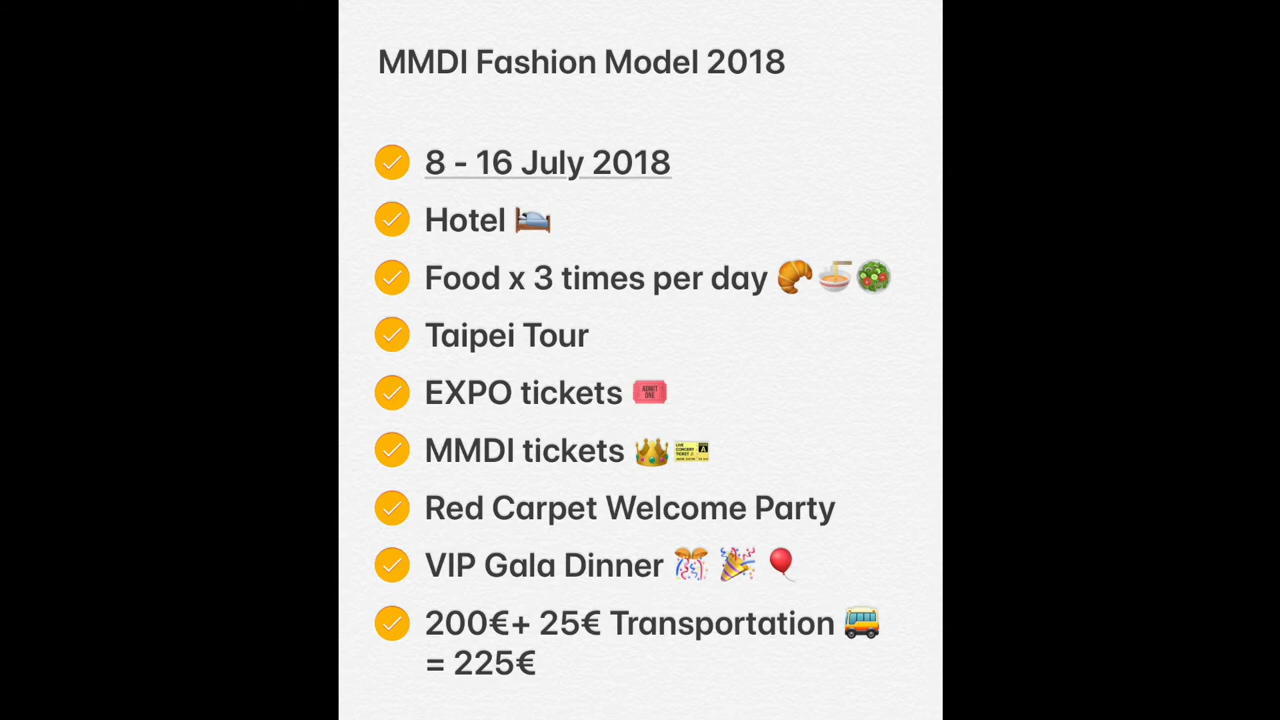 MMDI Fashion Model 2018
8 - 16 July 2018
Hotel 🛏️
Food x 3 times per day 🥐🍜🥗
Taipei Tour
EXPO tickets 🎟️
MMDI tickets 👑🎫
Red Carpet Welcome Party
VIP Gala Dinner 🎊 🎉 🎈
200€+ 25€ Transportation 🚌
= 225€